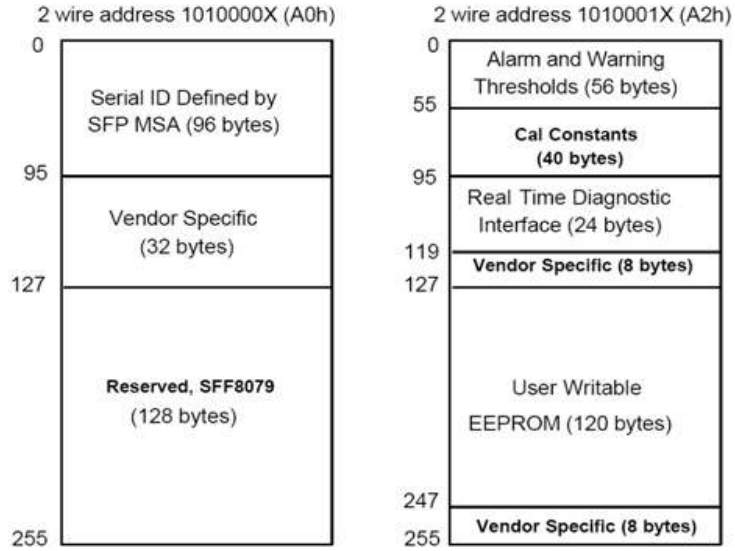 2 wire address 1010000X (A0h)
0
Serial ID Defined by
SFP MSA (96 bytes)
95
Vendor Specific
(32 bytes)
127
Reserved, SFF8079
(128 bytes)
255
2 wire address 1010001X (A2h)
0
Alarm and Warning
Thresholds (56 bytes)
55
Cal Constants
(40 bytes)
95
Real Time Diagnostic
Interface (24 bytes)
119
Vendor Specific (8 bytes)
127
User Writable
EEPROM (120 bytes)
247
Vendor Specific (8 bytes)
255